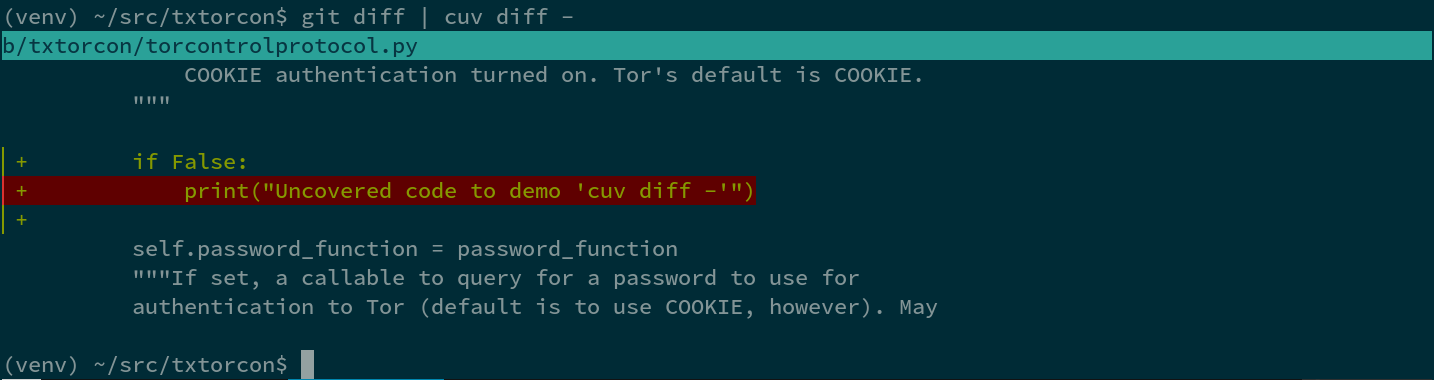 (venv) ~/src/txtorcon$ git diff | cuv diff -
b/txtorcon/torcontrolprotocol.py
            COOKIE authentication turned on. Tor's default is COOKIE.
        """
+        if False:
+            print("Uncovered code to demo 'cuv diff -'")
+
        self.password_function = password_function
        """If set, a callable to query for a password to use for
        authentication to Tor (default is to use COOKIE, however). May
(venv) ~/src/txtorcon$